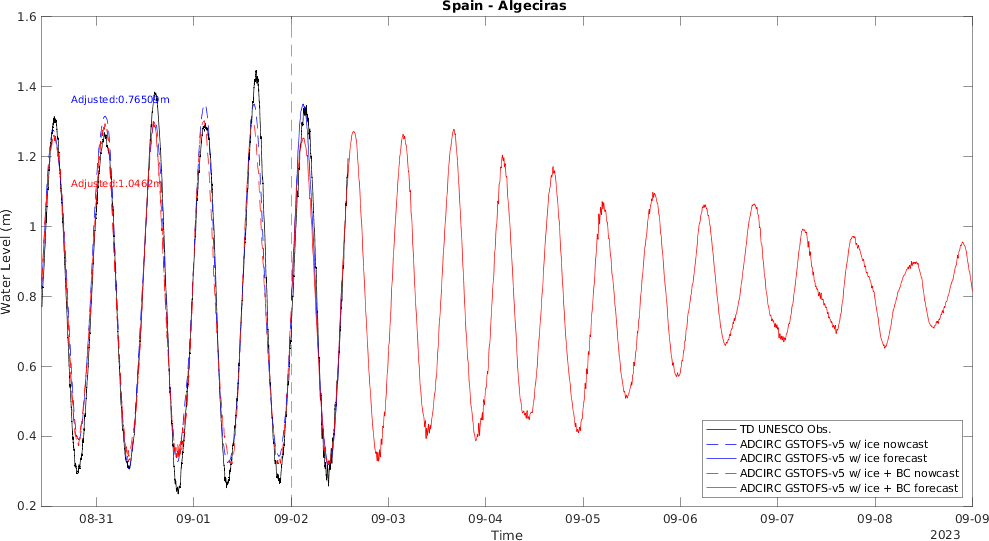 Spain - Algeciras
1.6
1.4
1.2
1
0.8
0.6
0.4
0.2
Water Level (m)
Adjusted:0.76509m
Adjusted:1.0462m
TD UNESCO Obs.
ADCIRC GSTOFS-v5 w/ ice nowcast
ADCIRC GSTOFS-v5 w/ ice forecast
ADCIRC GSTOFS-v5 w/ ice + BC nowcast
ADCIRC GSTOFS-v5 w/ ice + BC forecast
08-31 09-01 09-02 09-03 09-04 09-05 09-06 09-07 09-08 09-09
Time
2023